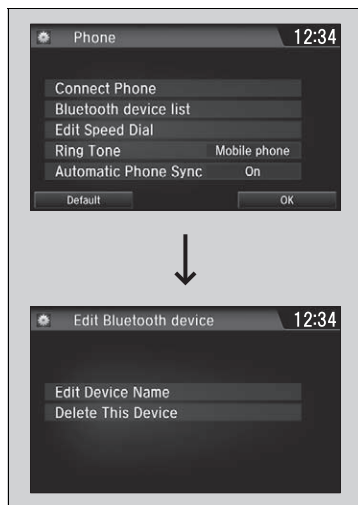 Phone 12:34
Connect Phone
Bluetooth device list
Edit Speed Dial
Ring Tone Mobile phone
Automatic Phone Sync On
Default OK
Edit Bluetooth device 12:34
Edit Device Name
Delete This Device